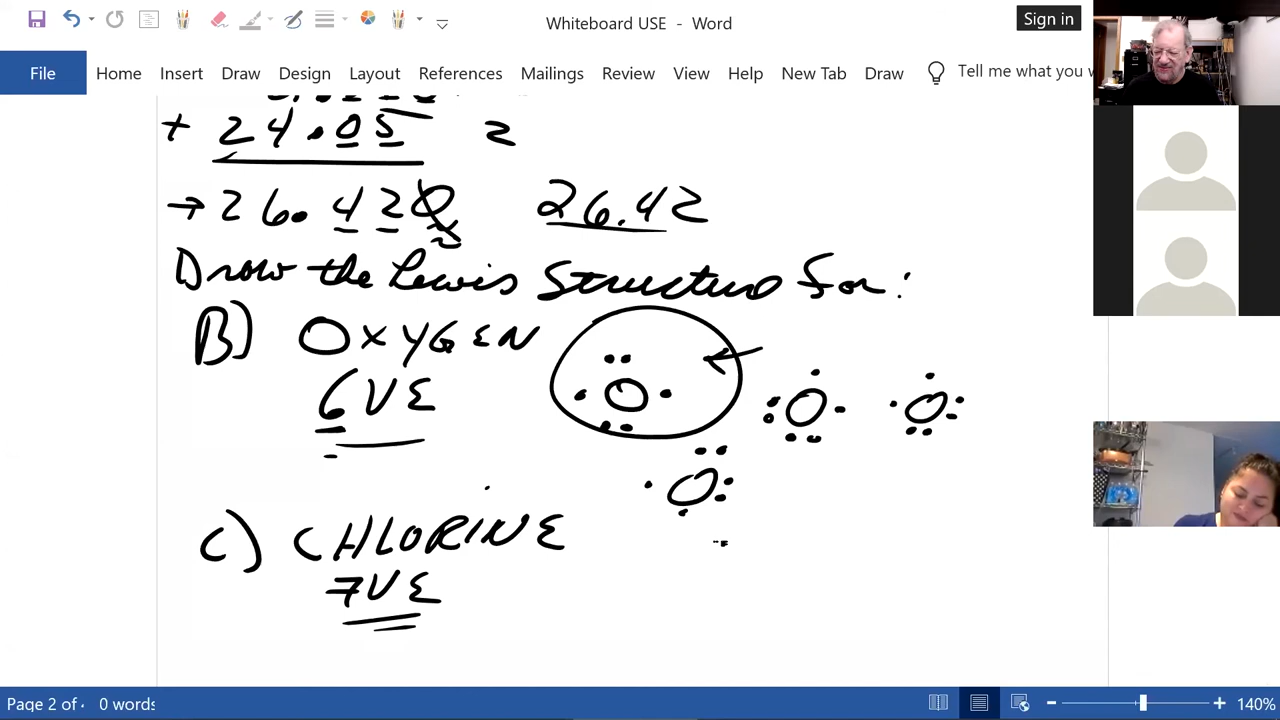 Whiteboard USE - Word
Sign in
File Home Insert Draw Design Layout References Mailings Review View Help New Tab Draw Tell me what you w
+ 24.05 2
→ 26.420 26.42
Draw the Lewis Structure For:
B) OXYGEN
6VE
O
O
O
O
C) CHLORINE
7VE
Page 2 of 0 words
140%